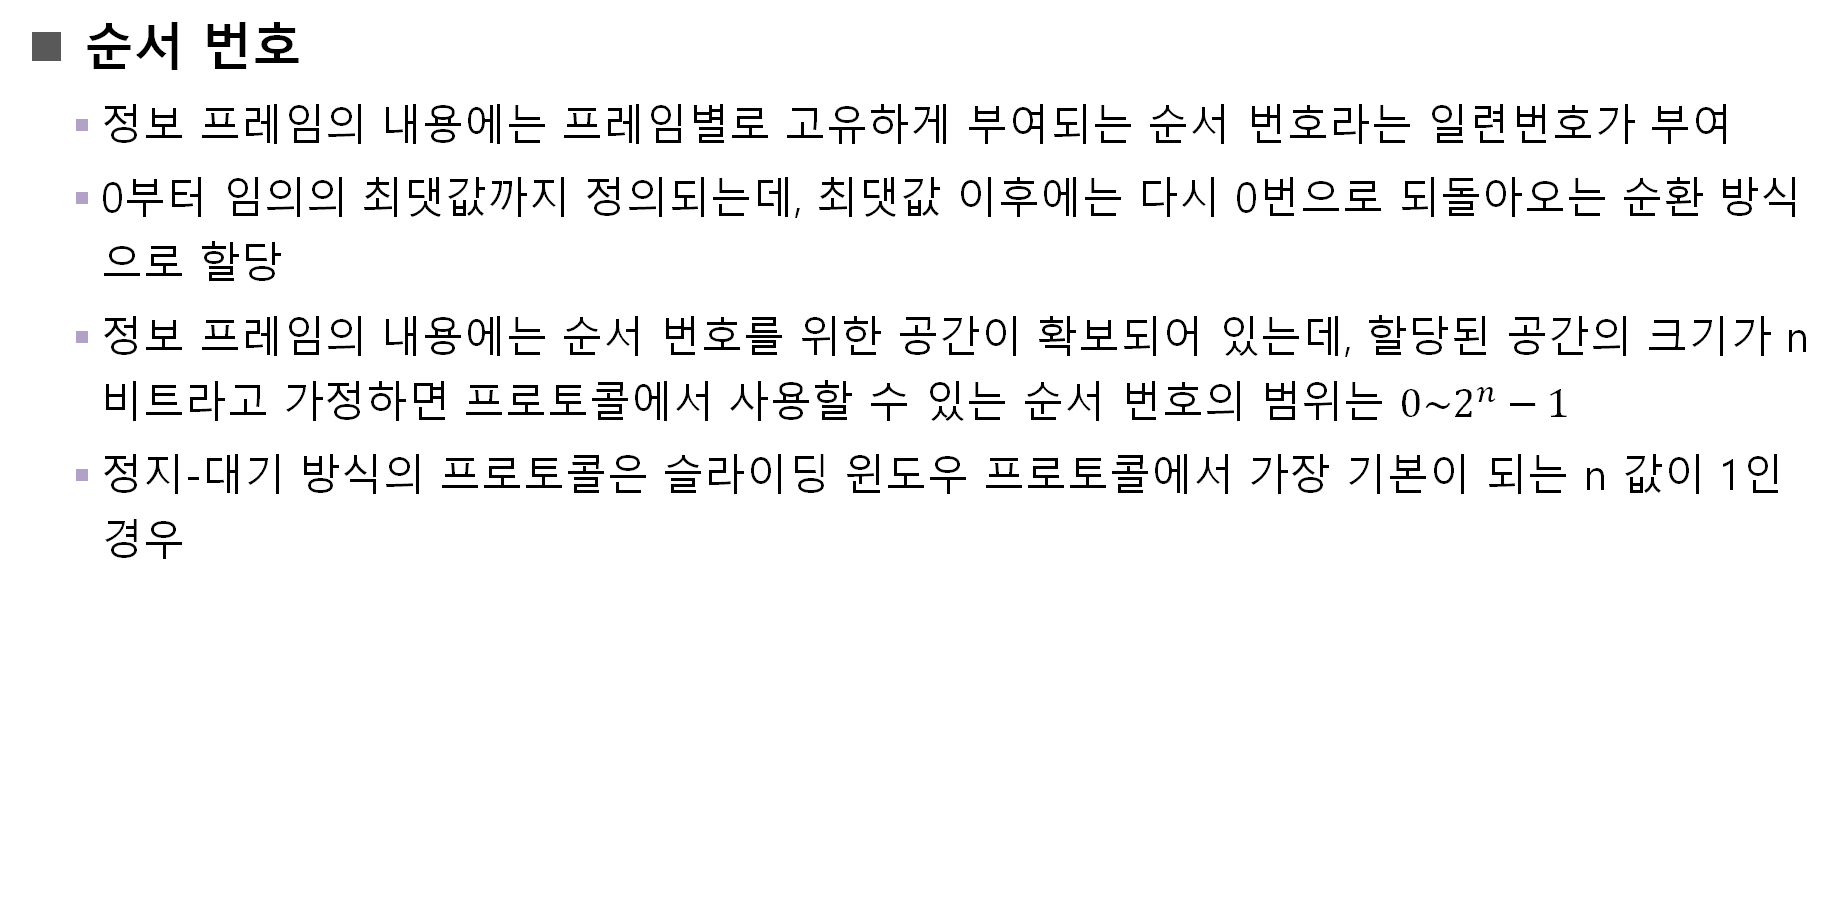 ■ 순서 번호
▪ 정보 프레임의 내용에는 프레임별로 고유하게 부여되는 순서 번호라는 일련번호가 부여
▪ 0부터 임의의 최댓값까지 정의되는데, 최댓값 이후에는 다시 0번으로 되돌아오는 순환 방식
으로 할당
▪ 정보 프레임의 내용에는 순서 번호를 위한 공간이 확보되어 있는데, 할당된 공간의 크기가 n
비트라고 가정하면 프로토콜에서 사용할 수 있는 순서 번호의 범위는 0~2ⁿ − 1
▪ 정지-대기 방식의 프로토콜은 슬라이딩 윈도우 프로토콜에서 가장 기본이 되는 n 값이 1인
경우